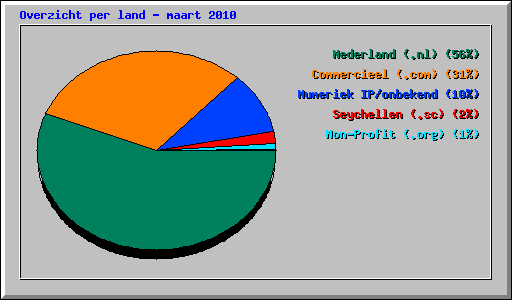 Overzicht per land - maart 2010
Nederland (.nl) (56%)
Commercieel (.com) (31%)
Numeriek IP/onbekend (10%)
Seychellen (.sc) (2%)
Non-Profit (.org) (1%)